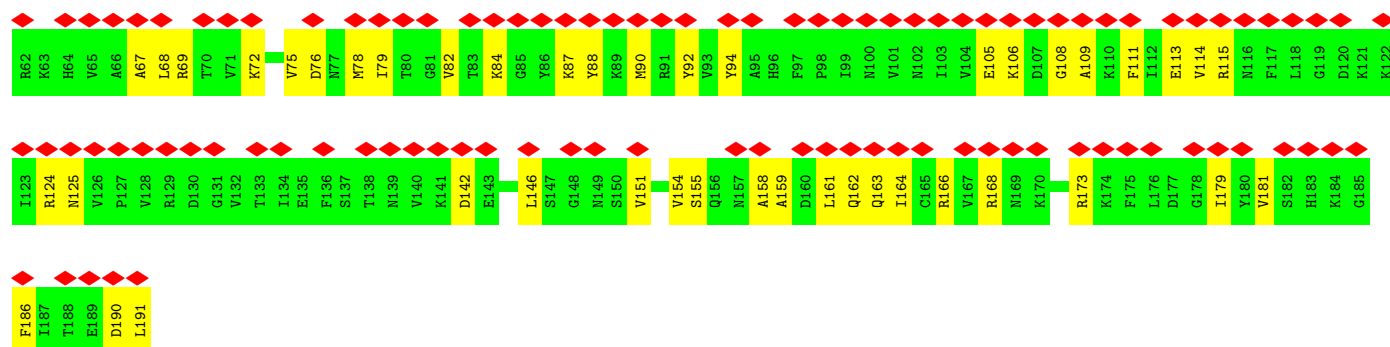 R62 K63 H64 V65 A66 A67 L68 R69 T70 V71 K72 V75 D76 N77 M78 I79 T80 G81 V82 T83 K84 G85 Y86 K87 Y88 K89 M90 R91 Y92 V93 Y94 A95 H96 F97 P98 I99 N100 V101 N102 I103 V104 E105 K106 D107 G108 A109 K110 F111 I112 E113 V114 R115 N116 F117 L118 G119 D120 K121 K122
I123 R124 N125 V126 P127 V128 R129 D130 G131 V132 T133 I134 E135 F136 S137 T138 N139 V140 K141 D142 E143 L146 S147 G148 N149 S150 V151 V154 S155 Q156 N157 A158 A159 D160 L161 Q162 Q163 I164 C165 R166 V167 R168 N169 K170 R173 K174 F175 L176 D177 G178 I179 Y180 V181 S182 H183 K184 G185
F186 I187 T188 E189 D190 L191